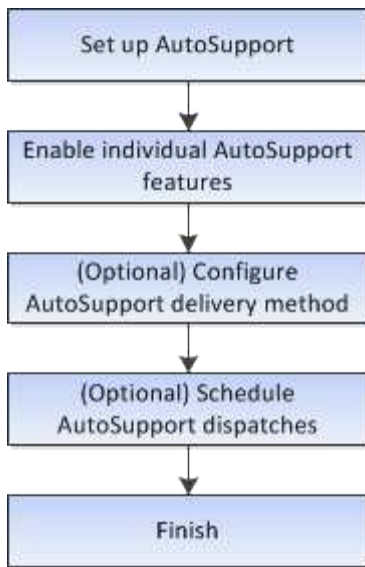 Set up AutoSupport
Enable individual AutoSupport
features
(Optional) Configure
AutoSupport delivery method
(Optional) Schedule
AutoSupport dispatches
Finish